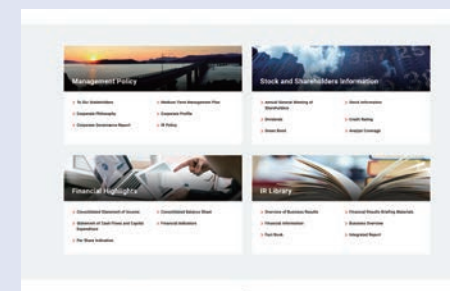 Management Policy
To Our Stakeholders
Medium-Term Management Plan
Corporate Philosophy
Corporate Profile
Corporate Governance Report
IR Policy
Stock and Shareholders Information
Annual General Meeting of
Shareholders
Stock Information
Dividends
Credit Rating
Green Bond
Analyst Coverage
Financial Highlights
Consolidated Statement of Income
Consolidated Balance Sheet
Statement of Cash Flows and Capital
Expenditure
Financial Indicators
Per Share Indicators
IR Library
Overview of Business Results
Financial Results Briefing Materials
Financial Information
Business Overview
Fact Book
Integrated Report